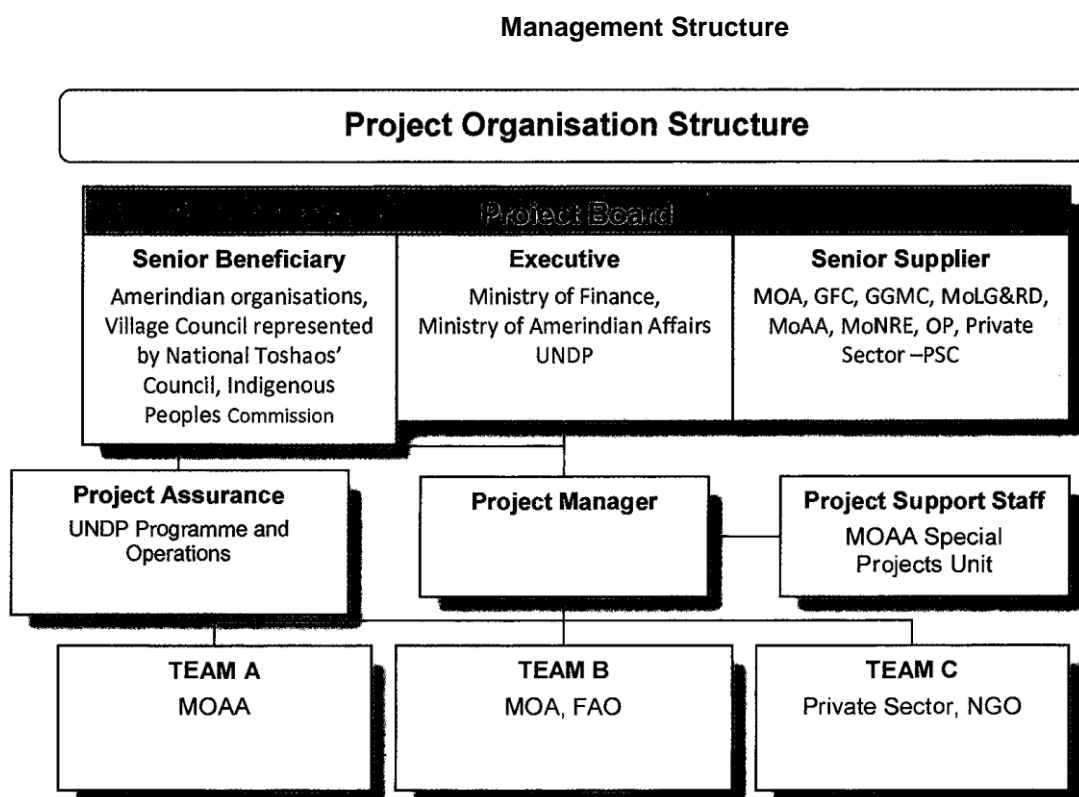 Management Structure
Project Organisation Structure
Project Board
Senior Beneficiary
Amerindian organisations,
Village Council represented
by National Toshaos’
Council, Indigenous
Peoples Commission
Executive
Ministry of Finance,
Ministry of Amerindian Affairs
UNDP
Senior Supplier
MOA, GFC, GGMC, MoLG&RD,
MoAA, MoNRE, OP, Private
Sector –PSC
Project Assurance
UNDP Programme and
Operations
Project Manager
Project Support Staff
MOAA Special
Projects Unit
TEAM A
MOAA
TEAM B
MOA, FAO
TEAM C
Private Sector, NGO